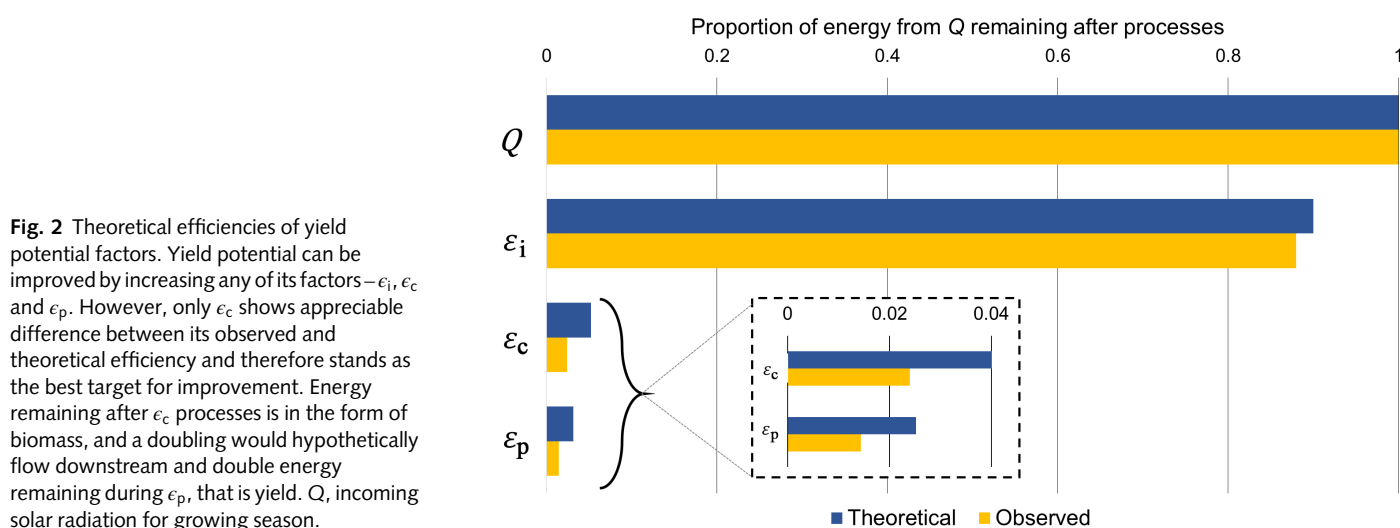 Proportion of energy from Q remaining after processes
0 0.2 0.4 0.6 0.8 1
Q
εi
εc
εp
0 0.02 0.04
εc
εp
Theoretical Observed
Fig. 2 Theoretical efficiencies of yield
potential factors. Yield potential can be
improved by increasing any of its factors–ϵi, ϵc
and ϵp. However, only ϵc shows appreciable
difference between its observed and
theoretical efficiency and therefore stands as
the best target for improvement. Energy
remaining after ϵc processes is in the form of
biomass, and a doubling would hypothetically
flow downstream and double energy
remaining during ϵp, that is yield. Q, incoming
solar radiation for growing season.